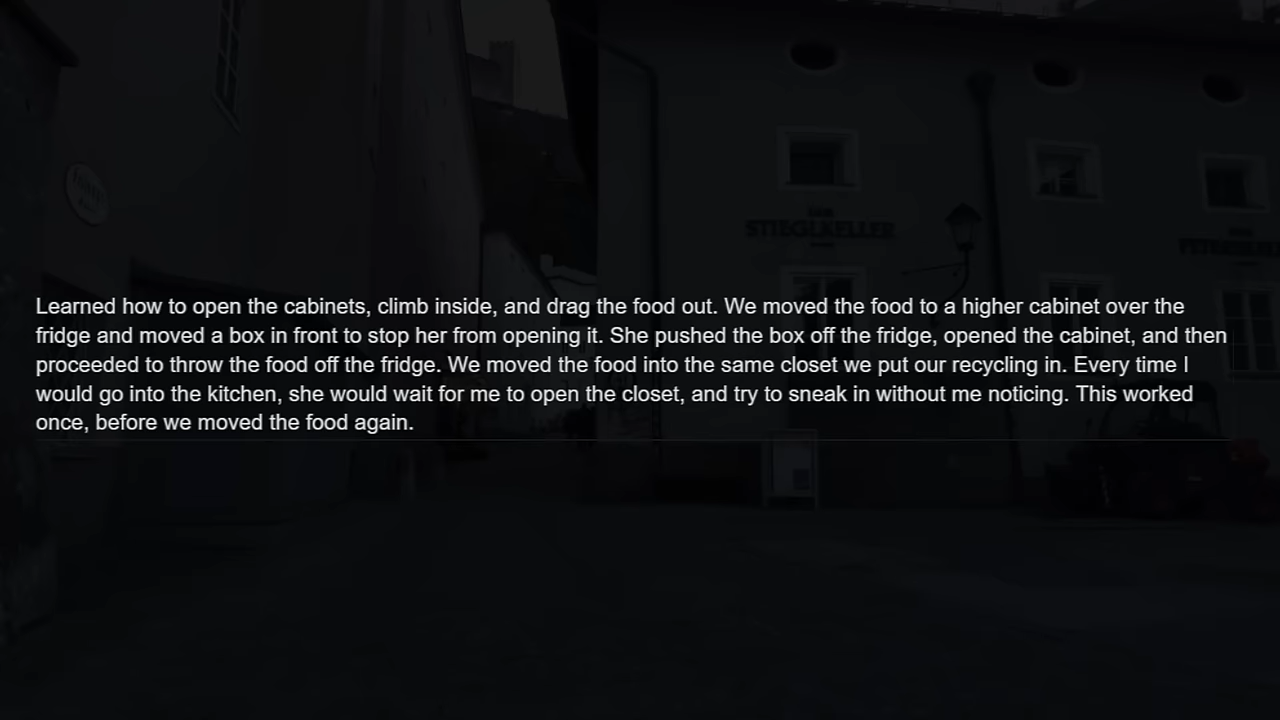 STIEGLKELLER
Learned how to open the cabinets, climb inside, and drag the food out. We moved the food to a higher cabinet over the
fridge and moved a box in front to stop her from opening it. She pushed the box off the fridge, opened the cabinet, and then
proceeded to throw the food off the fridge. We moved the food into the same closet we put our recycling in. Every time I
would go into the kitchen, she would wait for me to open the closet, and try to sneak in without me noticing. This worked
once, before we moved the food again.